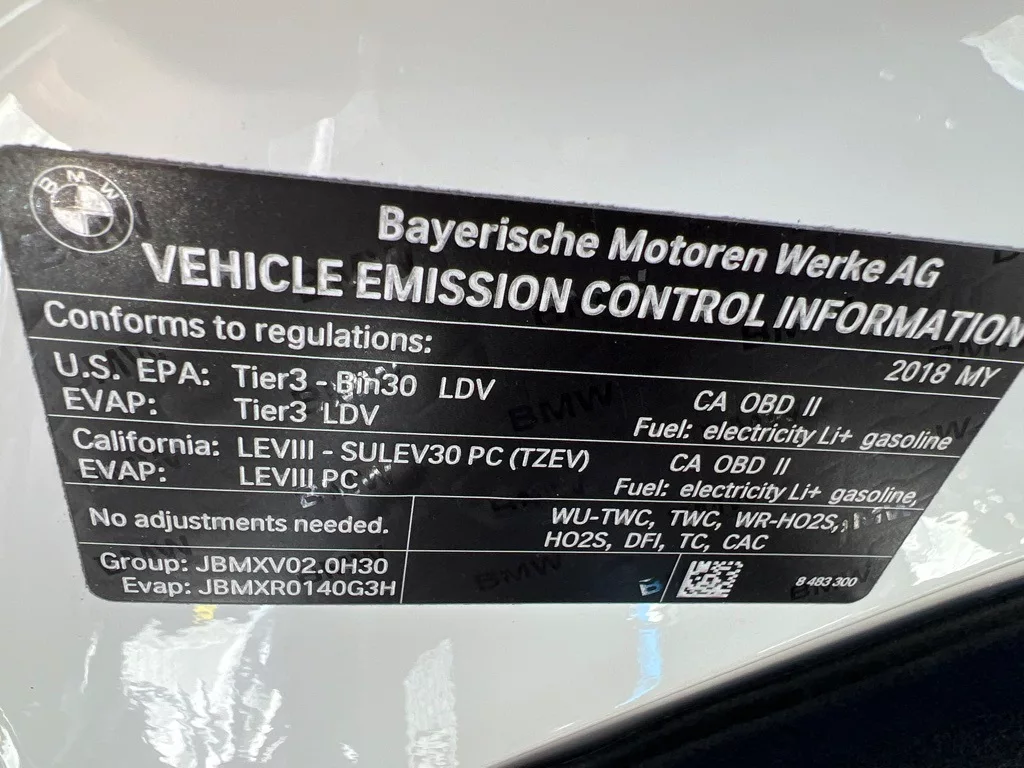 BMW
Bayerische Motoren Werke AG
VEHICLE EMISSION CONTROL INFORMATION
Conforms to regulations:
2018 MY
U.S. EPA: Tier3 - Bin30 LDV
CA OBD II
EVAP: Tier3 LDV
Fuel: electricity Li+ gasoline
California: LEVIII - SULEV30 PC (TZEV)
CA OBD II
EVAP: LEVIII PC
Fuel: electricity Li+ gasoline,
No adjustments needed.
WU-TWC, TWC, WR-HO2S,
HO2S, DFI, TC, CAC
Group: JBMXV02.0H30
Evap: JBMXR0140G3H
8 483 300